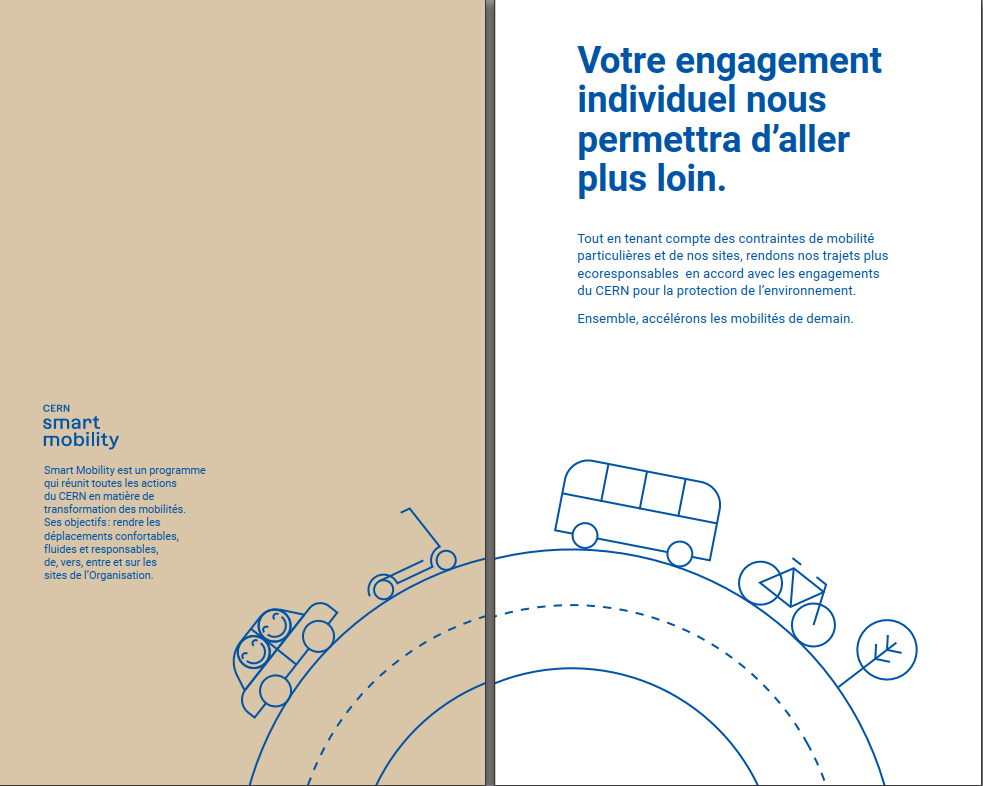 CERN
smart
mobility
Smart Mobility est un programme
qui réunit toutes les actions
du CERN en matière de
transformation des mobilités.
Ses objectifs : rendre les
déplacements confortables,
fluides et responsables,
de, vers, entre et sur les
sites de l'Organisation.
Votre engagement
individuel nous
permettra d’aller
plus loin.
Tout en tenant compte des contraintes de mobilité
particulières et de nos sites, rendons nos trajets plus
ecoresponsables  en accord avec les engagements
du CERN pour la protection de l’environnement.
Ensemble, accélérons les mobilités de demain.